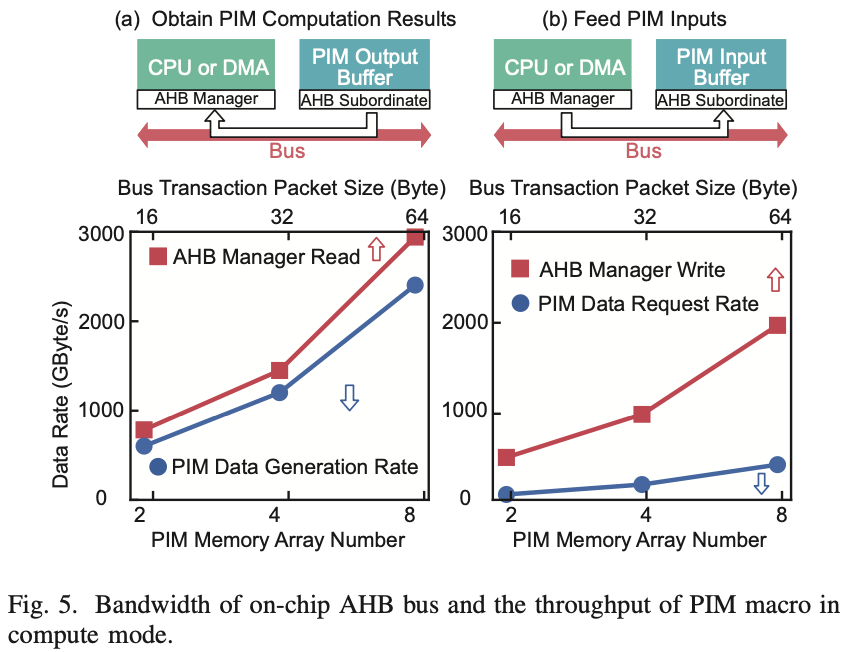 (a) Obtain PIM Computation Results
CPU or DMA
AHB Manager
PIM Output
Buffer
AHB Subordinate
Bus
Bus Transaction Packet Size (Byte)
16 32 64
3000
2000
1000
0
Data Rate (GByte/s)
AHB Manager Read
PIM Data Generation Rate
2 4 8
PIM Memory Array Number
(b) Feed PIM Inputs
CPU or DMA
AHB Manager
PIM Input
Buffer
AHB Subordinate
Bus
Bus Transaction Packet Size (Byte)
16 32 64
3000
2000
1000
0
AHB Manager Write
PIM Data Request Rate
2 4 8
PIM Memory Array Number
Fig. 5. Bandwidth of on-chip AHB bus and the throughput of PIM macro in
compute mode.